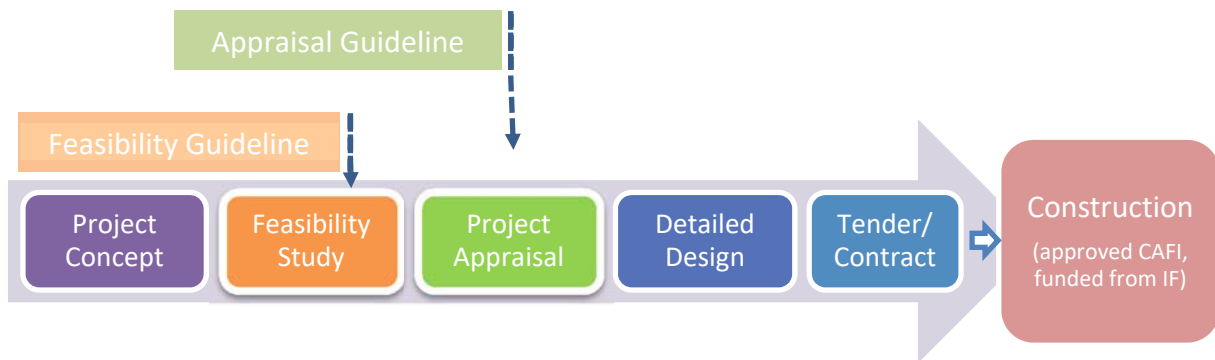 Appraisal Guideline
Feasibility Guideline
Project
Concept
Feasibility
Study
Project
Appraisal
Detailed
Design
Tender/
Contract
Construction
(approved CAFI,
funded from IF)